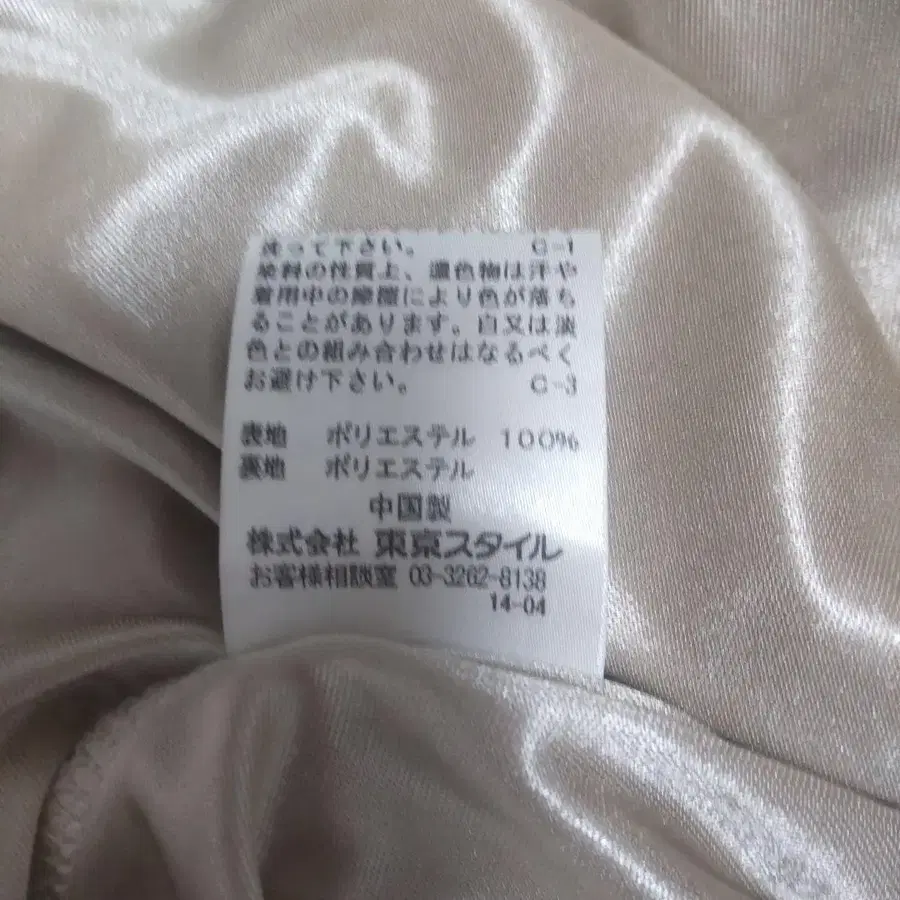 洗って下さい。 C-1
染料の性質上、濃色物は汗や
着用中の摩擦により色が落ち
ることがあります。白又は淡
色との組み合わせはなるべく
お避け下さい。 C-3
表地 ポリエステル 100%
裏地 ポリエステル
中国製
株式会社 東京スタイル
お客様相談室 03-3262-8138
14-04